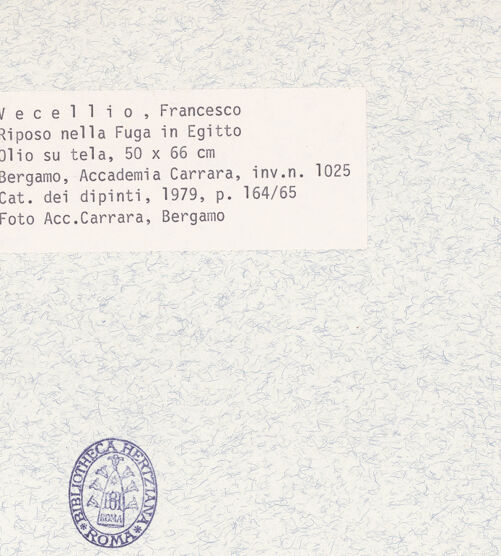 Vecellio, Francesco
Riposo nella Fuga in Egitto
Olio su tela, 50 x 66 cm
Bergamo, Accademia Carrara, inv.n. 1025
Cat. dei dipinti, 1979, p. 164/65
Foto Acc.Carrara, Bergamo
BIBLIOTHECA HERTZIANA
ROMA
ROMA